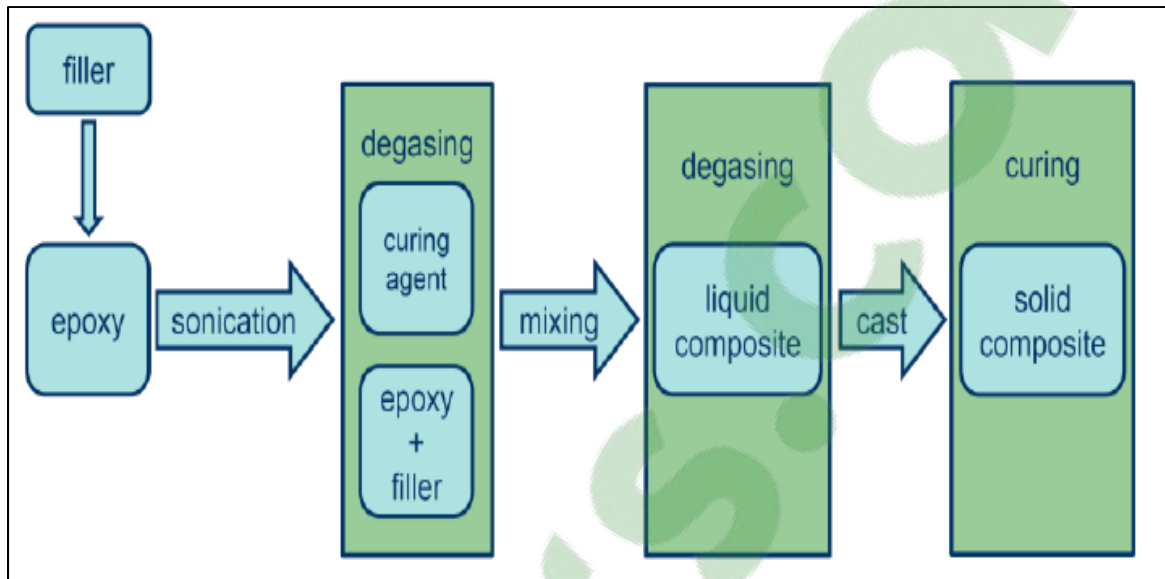 filler
epoxy
sonication
degasing
curing
agent
epoxy
+
filler
mixing
degasing
liquid
composite
cast
curing
solid
composite